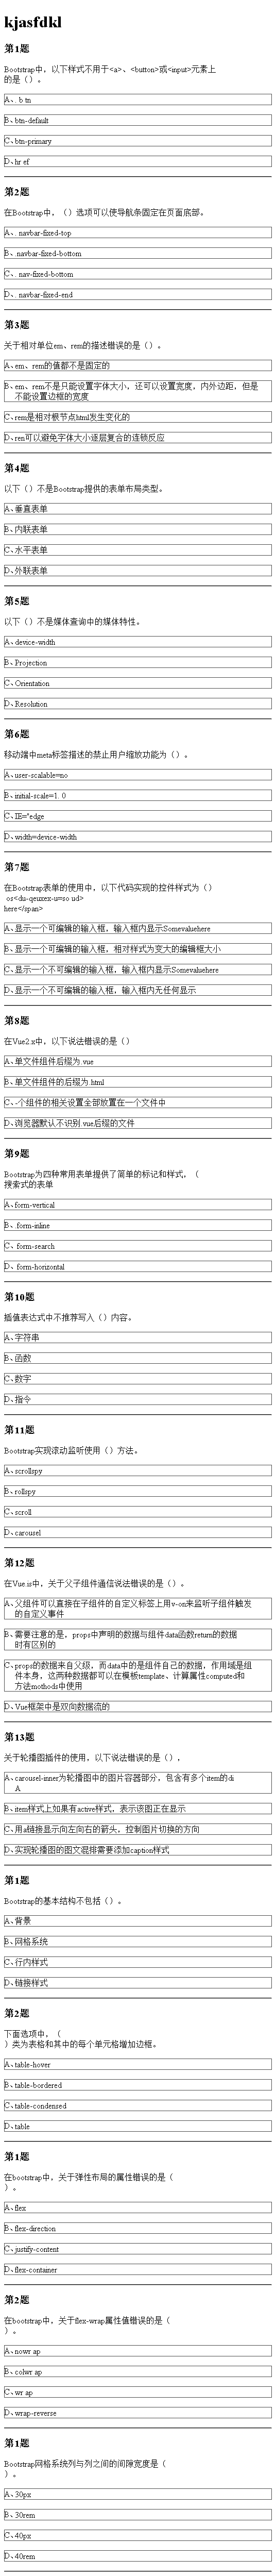 kjasfdkl
第1题
Bootstrap中，以下样式不用于<a>、<button>或<input>元素上
的是（）。
A、. b tn
B、btn-default
C、btn-primary
D、hr ef
第2题
在Bootstrap中，（）选项可以使导航条固定在页面底部。
A、. navbar-fixed-top
B、.navbar-fixed-bottom
C、. nav-fixed-bottom
D、. navbar-fixed-end
第3题
关于相对单位em、rem的描述错误的是（）。
A、em、rem的值都不是固定的
B、em、rem不是只能设置字体大小，还可以设置宽度，内外边距，但是
不能设置边框的宽度
C、rem是相对根节点html发生变化的
D、ren可以避免字体大小逐层复合的连锁反应
第4题
以下（）不是Bootstrap提供的表单布局类型。
A、垂直表单
B、内联表单
C、水平表单
D、外联表单
第5题
以下（）不是媒体查询中的媒体特性。
A、device-width
B、Projection
C、Orientation
D、Resolution
第6题
移动端中meta标签描述的禁止用户缩放功能为（）。
A、user-scalable=no
B、initial-scale=1. 0
C、IE="edge
D、width=device-width
第7题
在Bootstrap表单的使用中，以下代码实现的控件样式为（）
os<du-qeuxex-u=so ud>
here</span>
A、显示一个可编辑的输入框，输入框内显示Somevaluehere
B、显示一个可编辑的输入框，相对样式为变大的编辑框大小
C、显示一个不可编辑的输入框，输入框内显示Somevaluehere
D、显示一个不可编辑的输入框，输入框内无任何显示
第8题
在Vue2.x中，以下说法错误的是（）
A、单文件组件后缀为.vue
B、单文件组件的后缀为.html
C、-个组件的相关设置全部放置在一个文件中
D、浏览器默认不识别.vue后缀的文件
第9题
Bootstrap为四种常用表单提供了简单的标记和样式，（
搜索式的表单
A、form-vertical
B、.form-inline
C、 form-search
D、 form-horizontal
第10题
插值表达式中不推荐写入（）内容。
A、字符串
B、函数
C、数字
D、指令
第11题
Bootstrap实现滚动监听使用（）方法。
A、scrollspy
B、rollspy
C、scroll
D、carousel
第12题
在Vue.is中，关于父子组件通信说法错误的是（）。
A、父组件可以直接在子组件的自定义标签上用v-on来监听子组件触发
的自定义事件
B、需要注意的是，props中声明的数据与组件data函数return的数据
时有区别的
C、props的数据来自父级，而data中的是组件自己的数据，作用域是组
件本身，这两种数据都可以在模板template、计算属性computed和
方法mothods中使用
D、Vue框架中是双向数据流的
第13题
关于轮播图插件的使用，以下说法错误的是（），
A、carousel-inner为轮播图中的图片容器部分，包含有多个item的di
A
B、item样式上如果有active样式，表示该图正在显示
C、用a链接显示向左向右的箭头，控制图片切换的方向
D、实现轮播图的图文混排需要添加caption样式
第1题
Bootstrap的基本结构不包括（）。
A、背景
B、网格系统
C、行内样式
D、链接样式
第2题
下面选项中，（
）类为表格和其中的每个单元格增加边框。
A、table-hover
B、table-bordered
C、table-condensed
D、table
第1题
在bootstrap中，关于弹性布局的属性错误的是（
）。
A、flex
B、flex-direction
C、justify-content
D、flex-container
第2题
在bootstrap中，关于flex-wrap属性值错误的是（
）。
A、nowr ap
B、colwr ap
C、wr ap
D、wrap-reverse
第1题
Bootstrap网格系统列与列之间的间隙宽度是（
）。
A、30px
B、30rem
C、40px
D、40rem